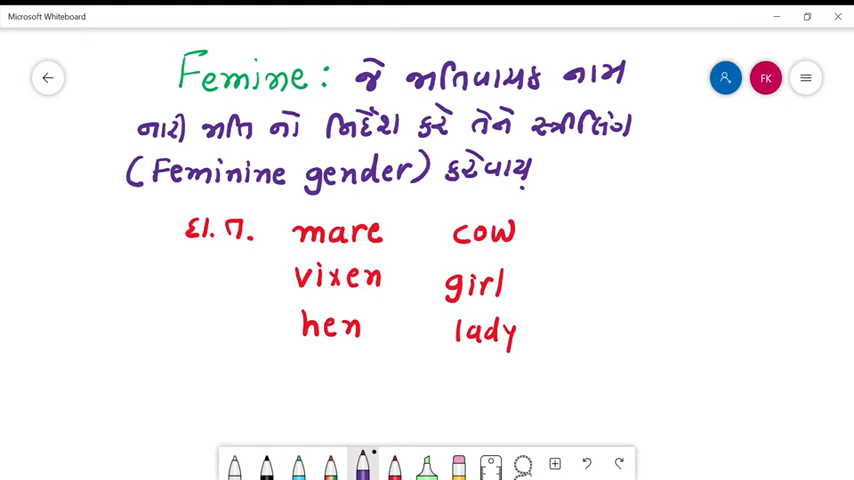 Microsoft Whiteboard
FK
Femine: જે જાતિવાચક નામ
નારી જાતિ નો નિર્દેશ કરે તેને સ્ત્રીલિંગ
(Feminine gender) કહેવાય.
દા.ત. mare cow
vixen girl
hen lady